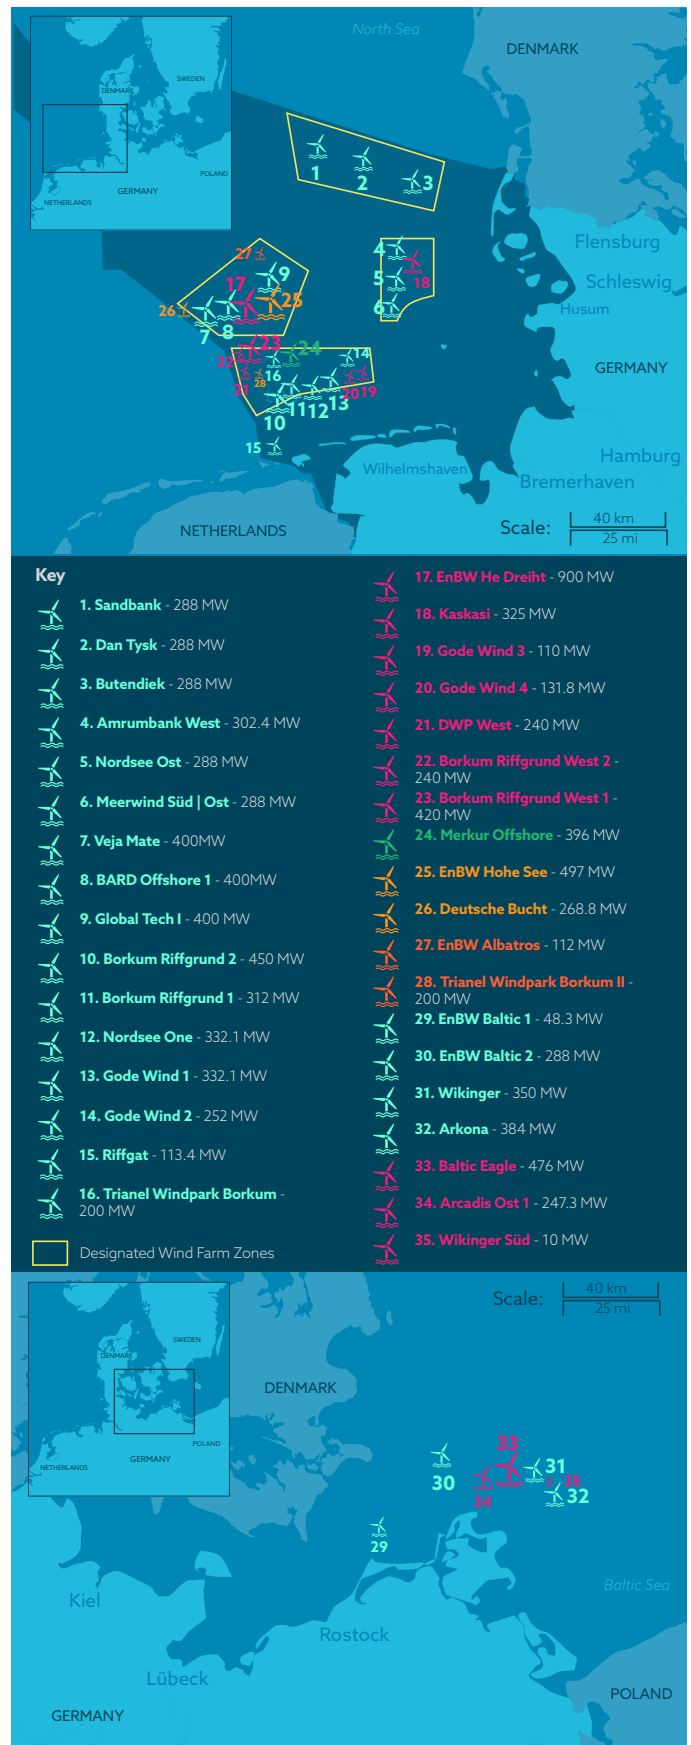 North Sea
DENMARK
SWEDEN
DENMARK
POLAND
GERMANY
NETHERLANDS
1
2
3
4
18
5
6
27
9
17
25
26
7
8
Flensburg
Schleswig
Husum
GERMANY
23
24
22
14
16
21
28
20
19
13
11
12
10
15
Wilhelmshaven
Hamburg
Bremerhaven
NETHERLANDS
Scale:
40 km
25 mi
Key
1. Sandbank - 288 MW
2. Dan Tysk - 288 MW
3. Butendiek - 288 MW
4. Amrumbank West - 302.4 MW
5. Nordsee Ost - 288 MW
6. Meerwind Süd | Ost - 288 MW
7. Veja Mate - 400MW
8. BARD Offshore 1 - 400MW
9. Global Tech I - 400 MW
10. Borkum Riffgrund 2 - 450 MW
11. Borkum Riffgrund 1 - 312 MW
12. Nordsee One - 332.1 MW
13. Gode Wind 1 - 332.1 MW
14. Gode Wind 2 - 252 MW
15. Riffgat - 113.4 MW
16. Trianel Windpark Borkum -
200 MW
Designated Wind Farm Zones
17. EnBW He Dreiht - 900 MW
18. Kaskasi - 325 MW
19. Gode Wind 3 - 110 MW
20. Gode Wind 4 - 131.8 MW
21. DWP West - 240 MW
22. Borkum Riffgrund West 2 -
240 MW
23. Borkum Riffgrund West 1 -
420 MW
24. Merkur Offshore - 396 MW
25. EnBW Hohe See - 497 MW
26. Deutsche Bucht - 268.8 MW
27. EnBW Albatros - 112 MW
28. Trianel Windpark Borkum II -
200 MW
29. EnBW Baltic 1 - 48.3 MW
30. EnBW Baltic 2 - 288 MW
31. Wikinger - 350 MW
32. Arkona - 384 MW
33. Baltic Eagle - 476 MW
34. Arcadis Ost 1 - 247.3 MW
35. Wikinger Süd - 10 MW
Scale:
40 km
25 mi
SWEDEN
DENMARK
POLAND
GERMANY
NETHERLANDS
DENMARK
33
31
30
35
34
32
29
Baltic Sea
Kiel
Rostock
Lübeck
POLAND
GERMANY